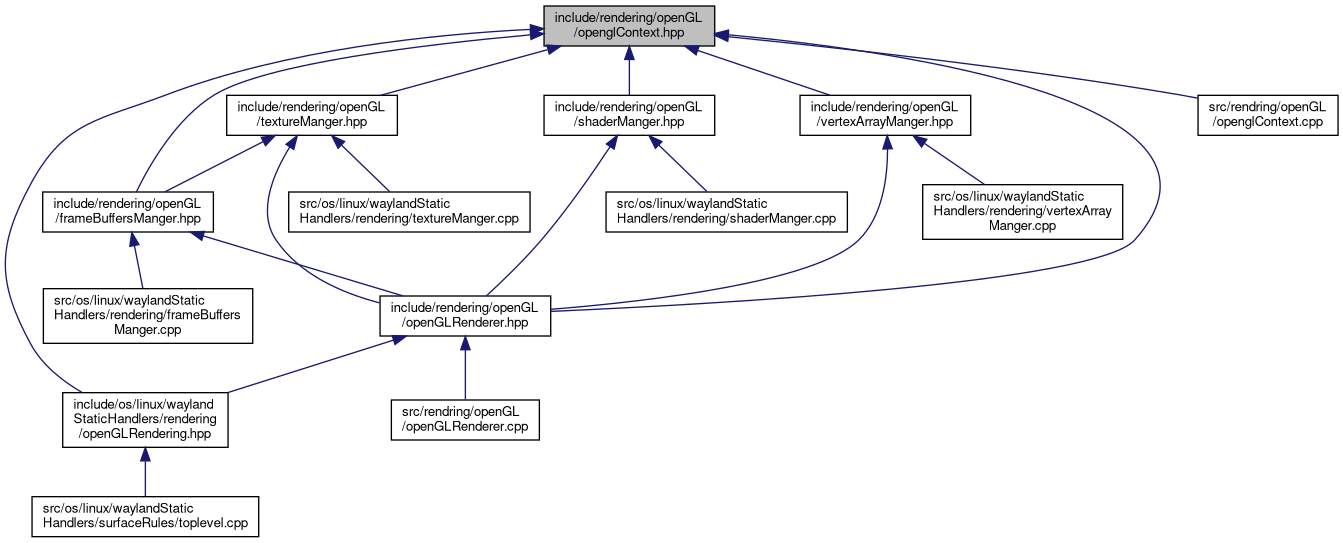 include/rendering/openGL
/openglContext.hpp
include/rendering/openGL
/textureManger.hpp
include/rendering/openGL
/shaderManger.hpp
include/rendering/openGL
/vertexArrayManger.hpp
src/rendring/openGL
/openglContext.cpp
include/rendering/openGL
/frameBuffersManger.hpp
src/os/linux/waylandStatic
Handlers/rendering/textureManger.cpp
src/os/linux/waylandStatic
Handlers/rendering/shaderManger.cpp
src/os/linux/waylandStatic
Handlers/rendering/vertexArray
Manger.cpp
src/os/linux/waylandStatic
Handlers/rendering/frameBuffers
Manger.cpp
include/rendering/openGL
/openGLRenderer.hpp
include/os/linux/wayland
StaticHandlers/rendering
/openGLRendering.hpp
src/rendring/openGL
/openGLRenderer.cpp
src/os/linux/waylandStatic
Handlers/surfaceRules/toplevel.cpp